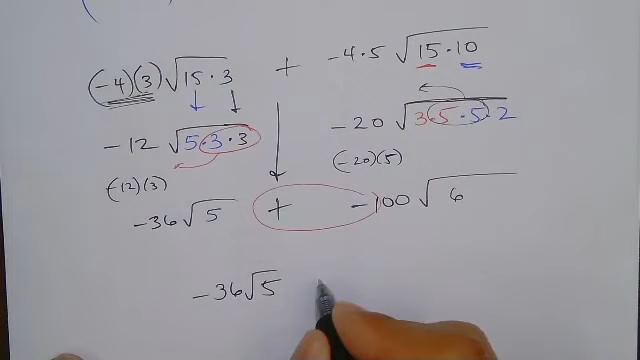 (-4)(3) √15 · 3 + -4·5 √15 · 10
-12 √5·3·3 -20 √3·5·5·2
(-12)(3) (-20)(5)
-36√5 + -100√6
-36√5